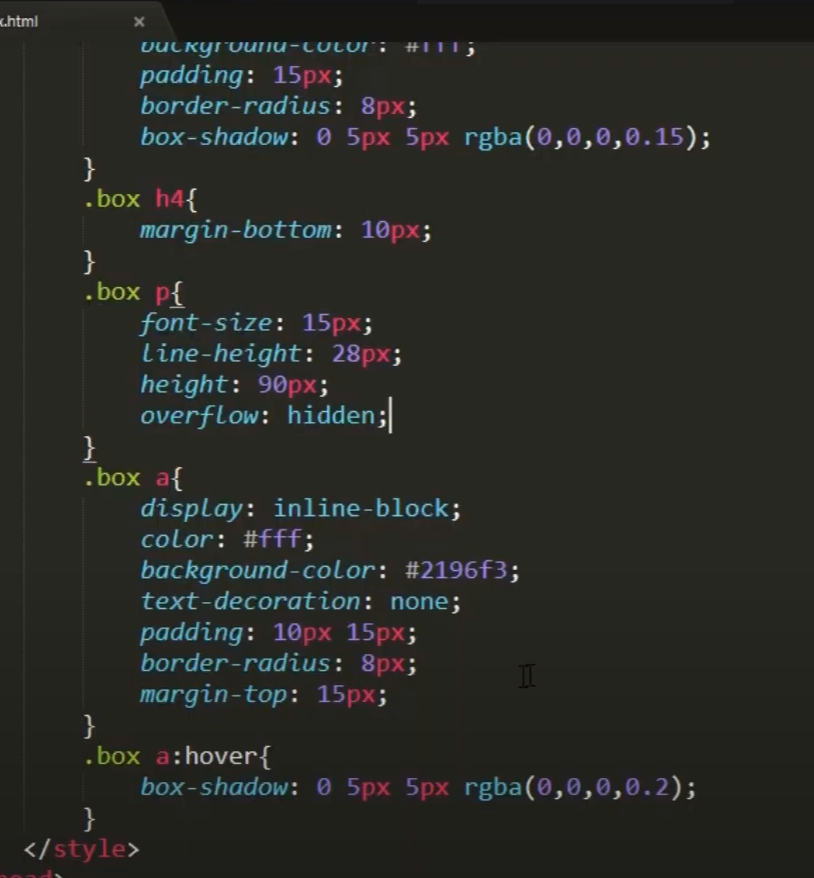 x.html ×
background-color: #fff;
padding: 15px;
border-radius: 8px;
box-shadow: 0 5px 5px rgba(0,0,0,0.15);
}
.box h4{
margin-bottom: 10px;
}
.box p{
font-size: 15px;
line-height: 28px;
height: 90px;
overflow: hidden;
}
.box a{
display: inline-block;
color: #fff;
background-color: #2196f3;
text-decoration: none;
padding: 10px 15px;
border-radius: 8px;
margin-top: 15px;
}
.box a:hover{
box-shadow: 0 5px 5px rgba(0,0,0,0.2);
}
</style>